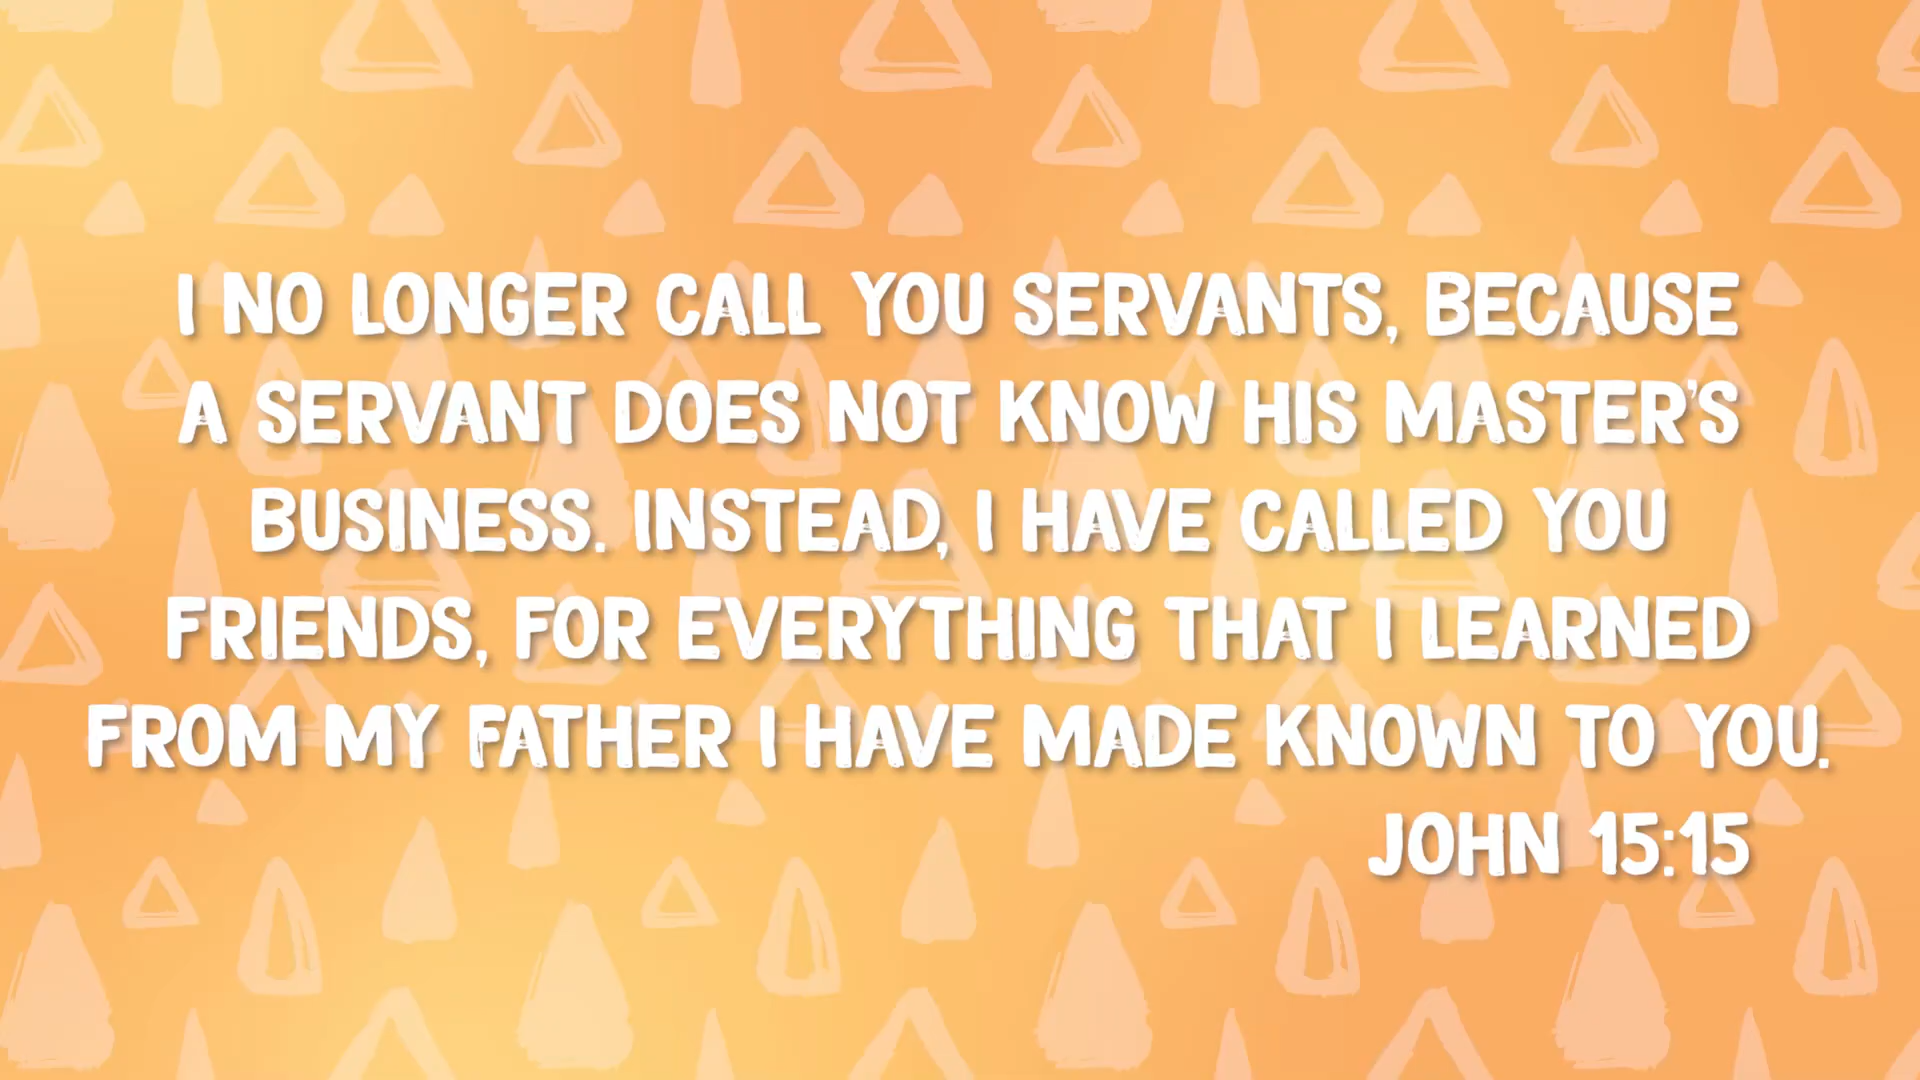 I NO LONGER CALL YOU SERVANTS, BECAUSE
A SERVANT DOES NOT KNOW HIS MASTER'S
BUSINESS. INSTEAD, I HAVE CALLED YOU
FRIENDS, FOR EVERYTHING THAT I LEARNED
FROM MY FATHER I HAVE MADE KNOWN TO YOU.
JOHN 15:15